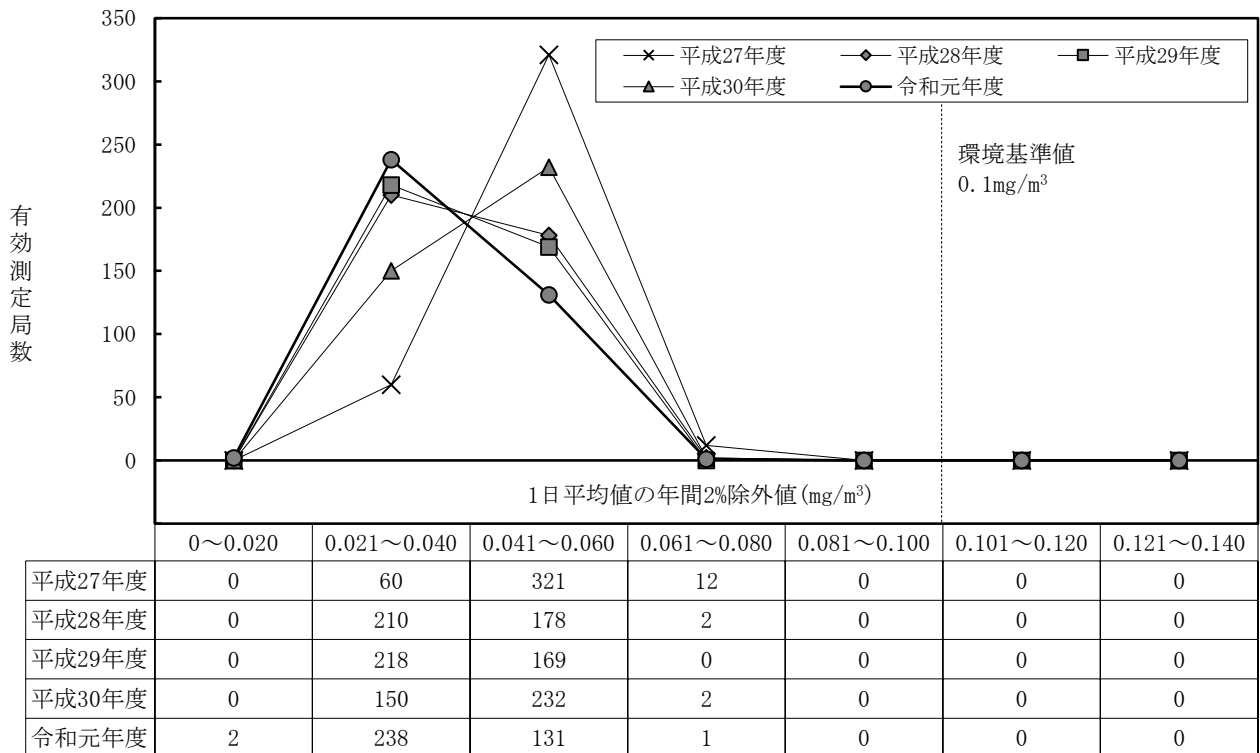 350
300
250
200
150
100
50
0
有効測定局数
平成27年度 平成28年度 平成29年度
平成30年度 令和元年度
環境基準値
0.1mg/m³
1日平均値の年間2%除外値(mg/m³)
0～0.020 0.021～0.040 0.041～0.060 0.061～0.080 0.081～0.100 0.101～0.120 0.121～0.140
平成27年度 0 60 321 12 0 0 0
平成28年度 0 210 178 2 0 0 0
平成29年度 0 218 169 0 0 0 0
平成30年度 0 150 232 2 0 0 0
令和元年度 2 238 131 1 0 0 0